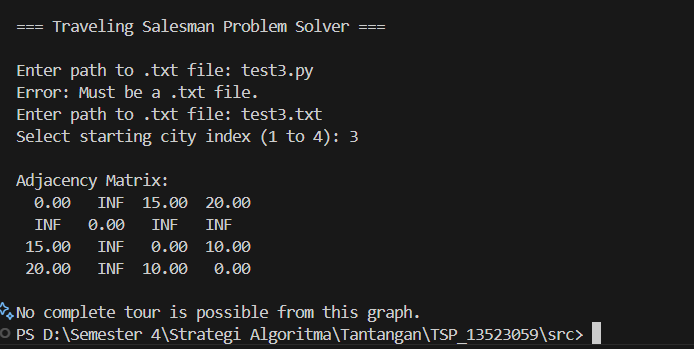 === Traveling Salesman Problem Solver ===
Enter path to .txt file: test3.py
Error: Must be a .txt file.
Enter path to .txt file: test3.txt
Select starting city index (1 to 4): 3
Adjacency Matrix:
0.00 INF 15.00 20.00
INF 0.00 INF INF
15.00 INF 0.00 10.00
20.00 INF 10.00 0.00
No complete tour is possible from this graph.
PS D:\Semester 4\Strategi Algoritma\Tantangan\TSP_13523059\src>